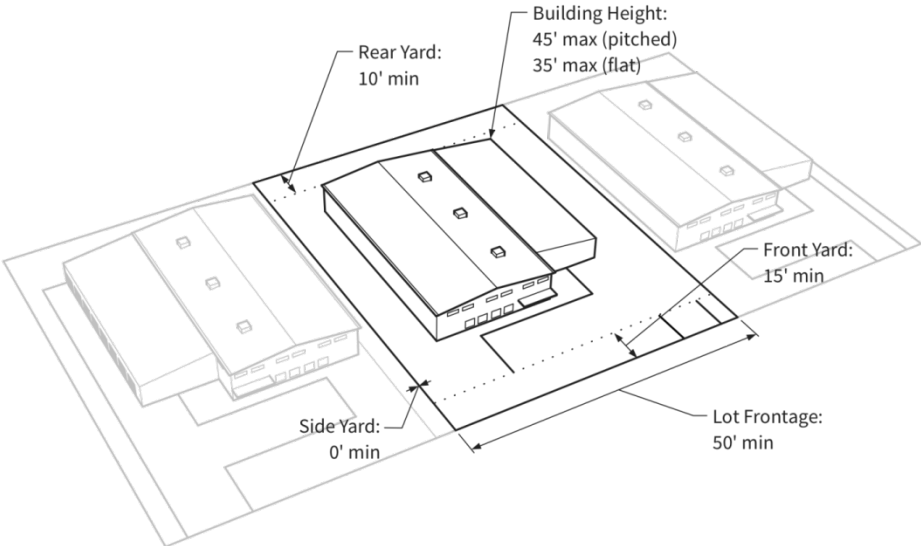 Building Height:
45' max (pitched)
35' max (flat)
Rear Yard:
10' min
Front Yard:
15' min
Side Yard:
0' min
Lot Frontage:
50' min